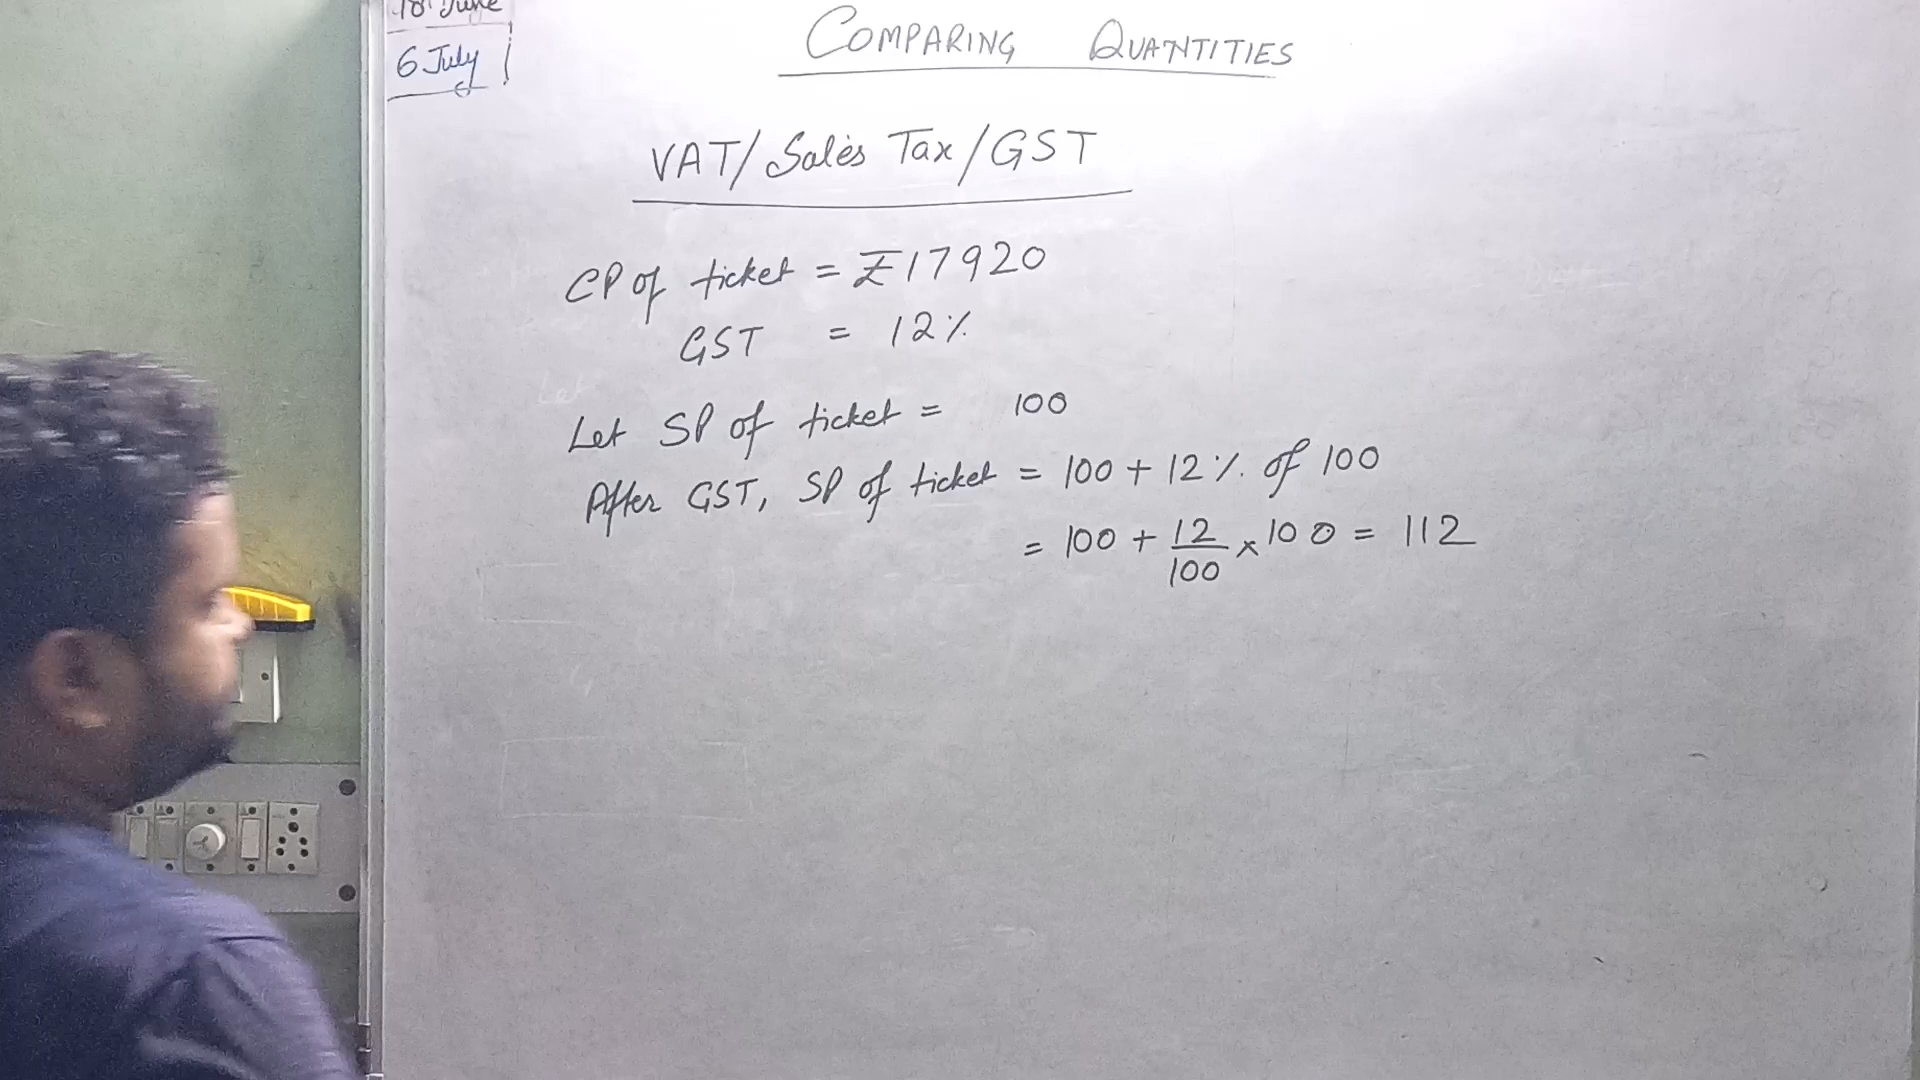 18 June
6 July
COMPARING QUANTITIES
VAT/Sales Tax/GST
CP of ticket = ₹17920
GST = 12%
Let
Let SP of ticket = 100
After GST, SP of ticket = 100 + 12% of 100
= 100 + 12/100 × 100 = 112